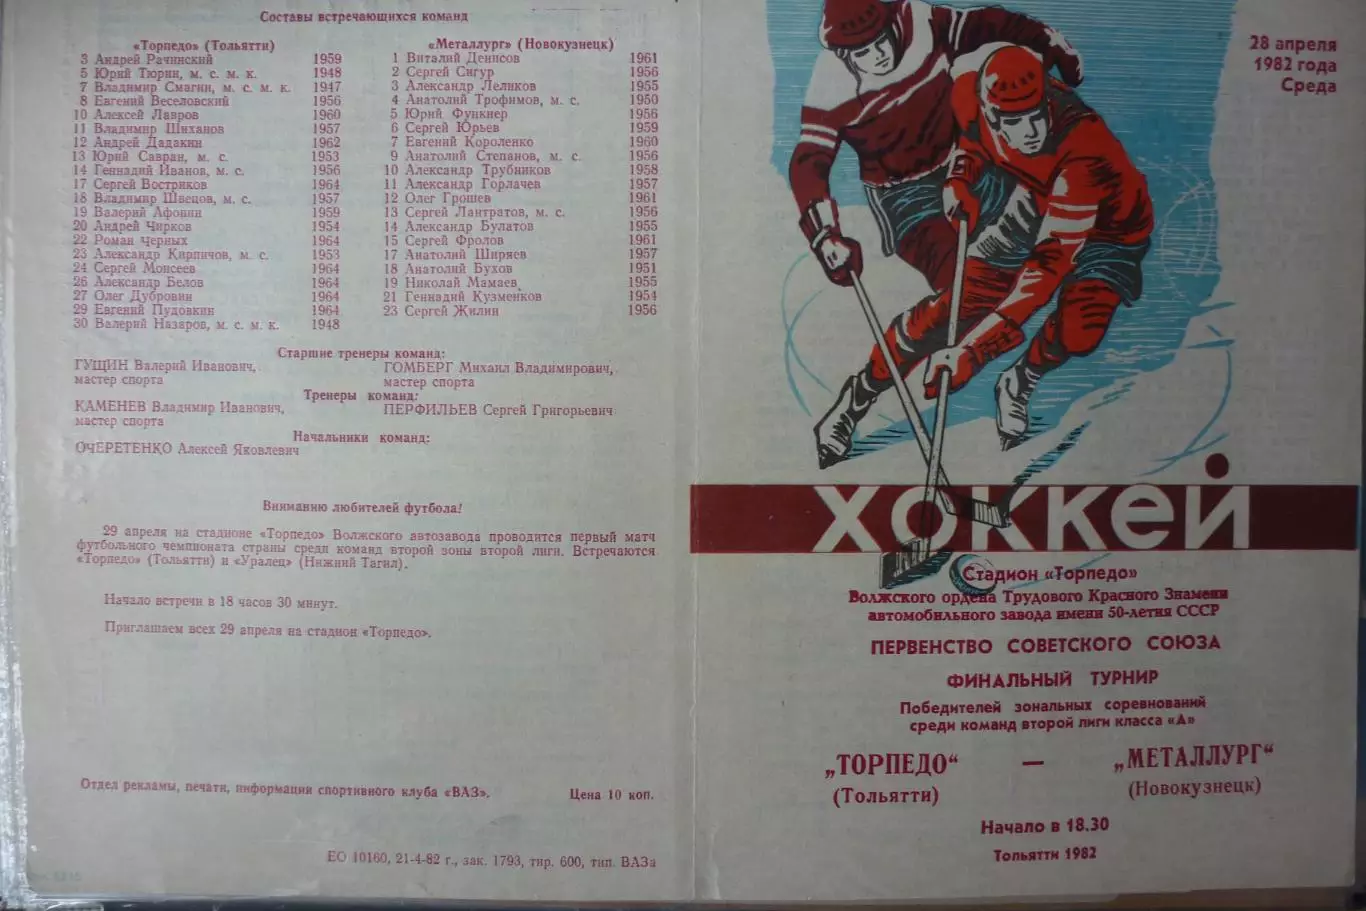 Составы встречающихся команд
«Торпедо» (Тольятти)
3 Андрей Рачинский 1959
5 Юрий Тюрин, м. с. м. к. 1948
7 Владимир Смагин, м. с. м. к. 1947
8 Евгений Веселовский 1956
10 Алексей Лавров 1960
11 Владимир Шиханов 1957
12 Андрей Дадакин 1962
13 Юрий Савран, м. с. 1953
14 Геннадий Иванов, м. с. 1956
17 Сергей Востриков 1964
18 Владимир Швецов, м. с. 1957
19 Валерий Афонин 1959
20 Андрей Чирков 1954
22 Роман Черных 1964
23 Александр Кирпичов, м. с. 1953
24 Сергей Моисеев 1964
26 Александр Белов 1964
27 Олег Дубровин 1964
29 Евгений Пудовкин 1964
30 Валерий Назаров, м. с. м. к. 1948
«Металлург» (Новокузнецк)
1 Виталий Денисов 1961
2 Сергей Сигур 1956
3 Александр Леликов 1955
4 Анатолий Трофимов, м. с. 1950
5 Юрий Функнер 1956
6 Сергей Юрьев 1959
7 Евгений Короленко 1960
9 Анатолий Степанов, м. с. 1956
10 Александр Трубников 1958
11 Александр Горлачев 1957
12 Олег Грошев 1961
13 Сергей Лантратов, м. с. 1956
14 Александр Булатов 1955
15 Сергей Фролов 1961
17 Анатолий Ширяев 1957
18 Анатолий Бухов 1951
19 Николай Мамаев 1955
21 Геннадий Кузменков 1954
23 Сергей Жилин 1956
Старшие тренеры команд:
ГУЩИН Валерий Иванович,
мастер спорта
ГОМБЕРГ Михаил Владимирович,
мастер спорта
Тренеры команд:
КАМЕНЕВ Владимир Иванович,
мастер спорта
ПЕРФИЛЬЕВ Сергей Григорьевич
Начальники команд:
ОЧЕРЕТЕНКО Алексей Яковлевич
Вниманию любителей футбола!
29 апреля на стадионе «Торпедо» Волжского автозавода проводится первый матч
футбольного чемпионата страны среди команд второй зоны второй лиги. Встречаются
«Торпедо» (Тольятти) и «Уралец» (Нижний Тагил).
Начало встречи в 18 часов 30 минут.
Приглашаем всех 29 апреля на стадион «Торпедо».
Отдел рекламы, печати, информации спортивного клуба «ВАЗ». Цена 10 коп.
ЕО 10160, 21-4-82 г., зак. 1793, тир. 600, тип. ВАЗа
28 апреля
1982 года
Среда
ХОККЕЙ
Стадион «Торпедо»
Волжского ордена Трудового Красного Знамени
автомобильного завода имени 50-летия СССР
ПЕРВЕНСТВО СОВЕТСКОГО СОЮЗА
ФИНАЛЬНЫЙ ТУРНИР
Победителей зональных соревнований
среди команд второй лиги класса «А»
„ТОРПЕДО“ — „МЕТАЛЛУРГ“
(Тольятти) (Новокузнецк)
Начало в 18.30
Тольятти 1982